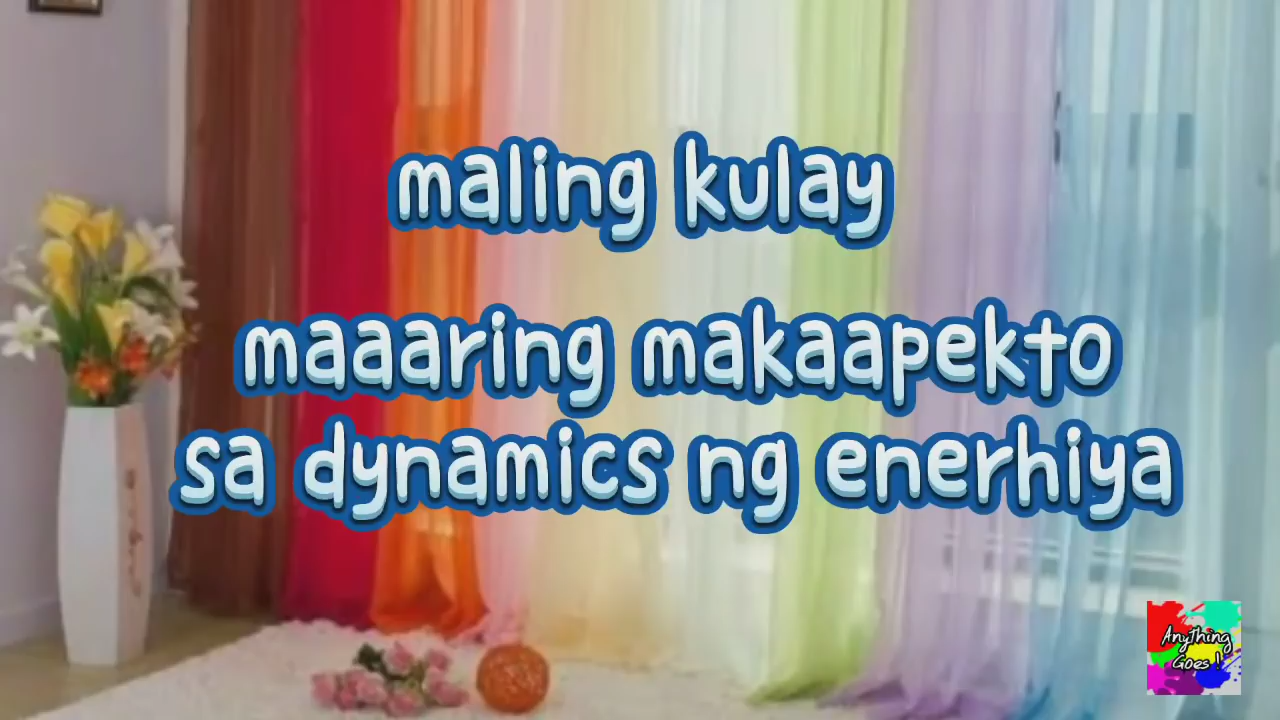 maling kulay
maaaring makaapekto
sa dynamics ng enerhiya
Anything
Goes!